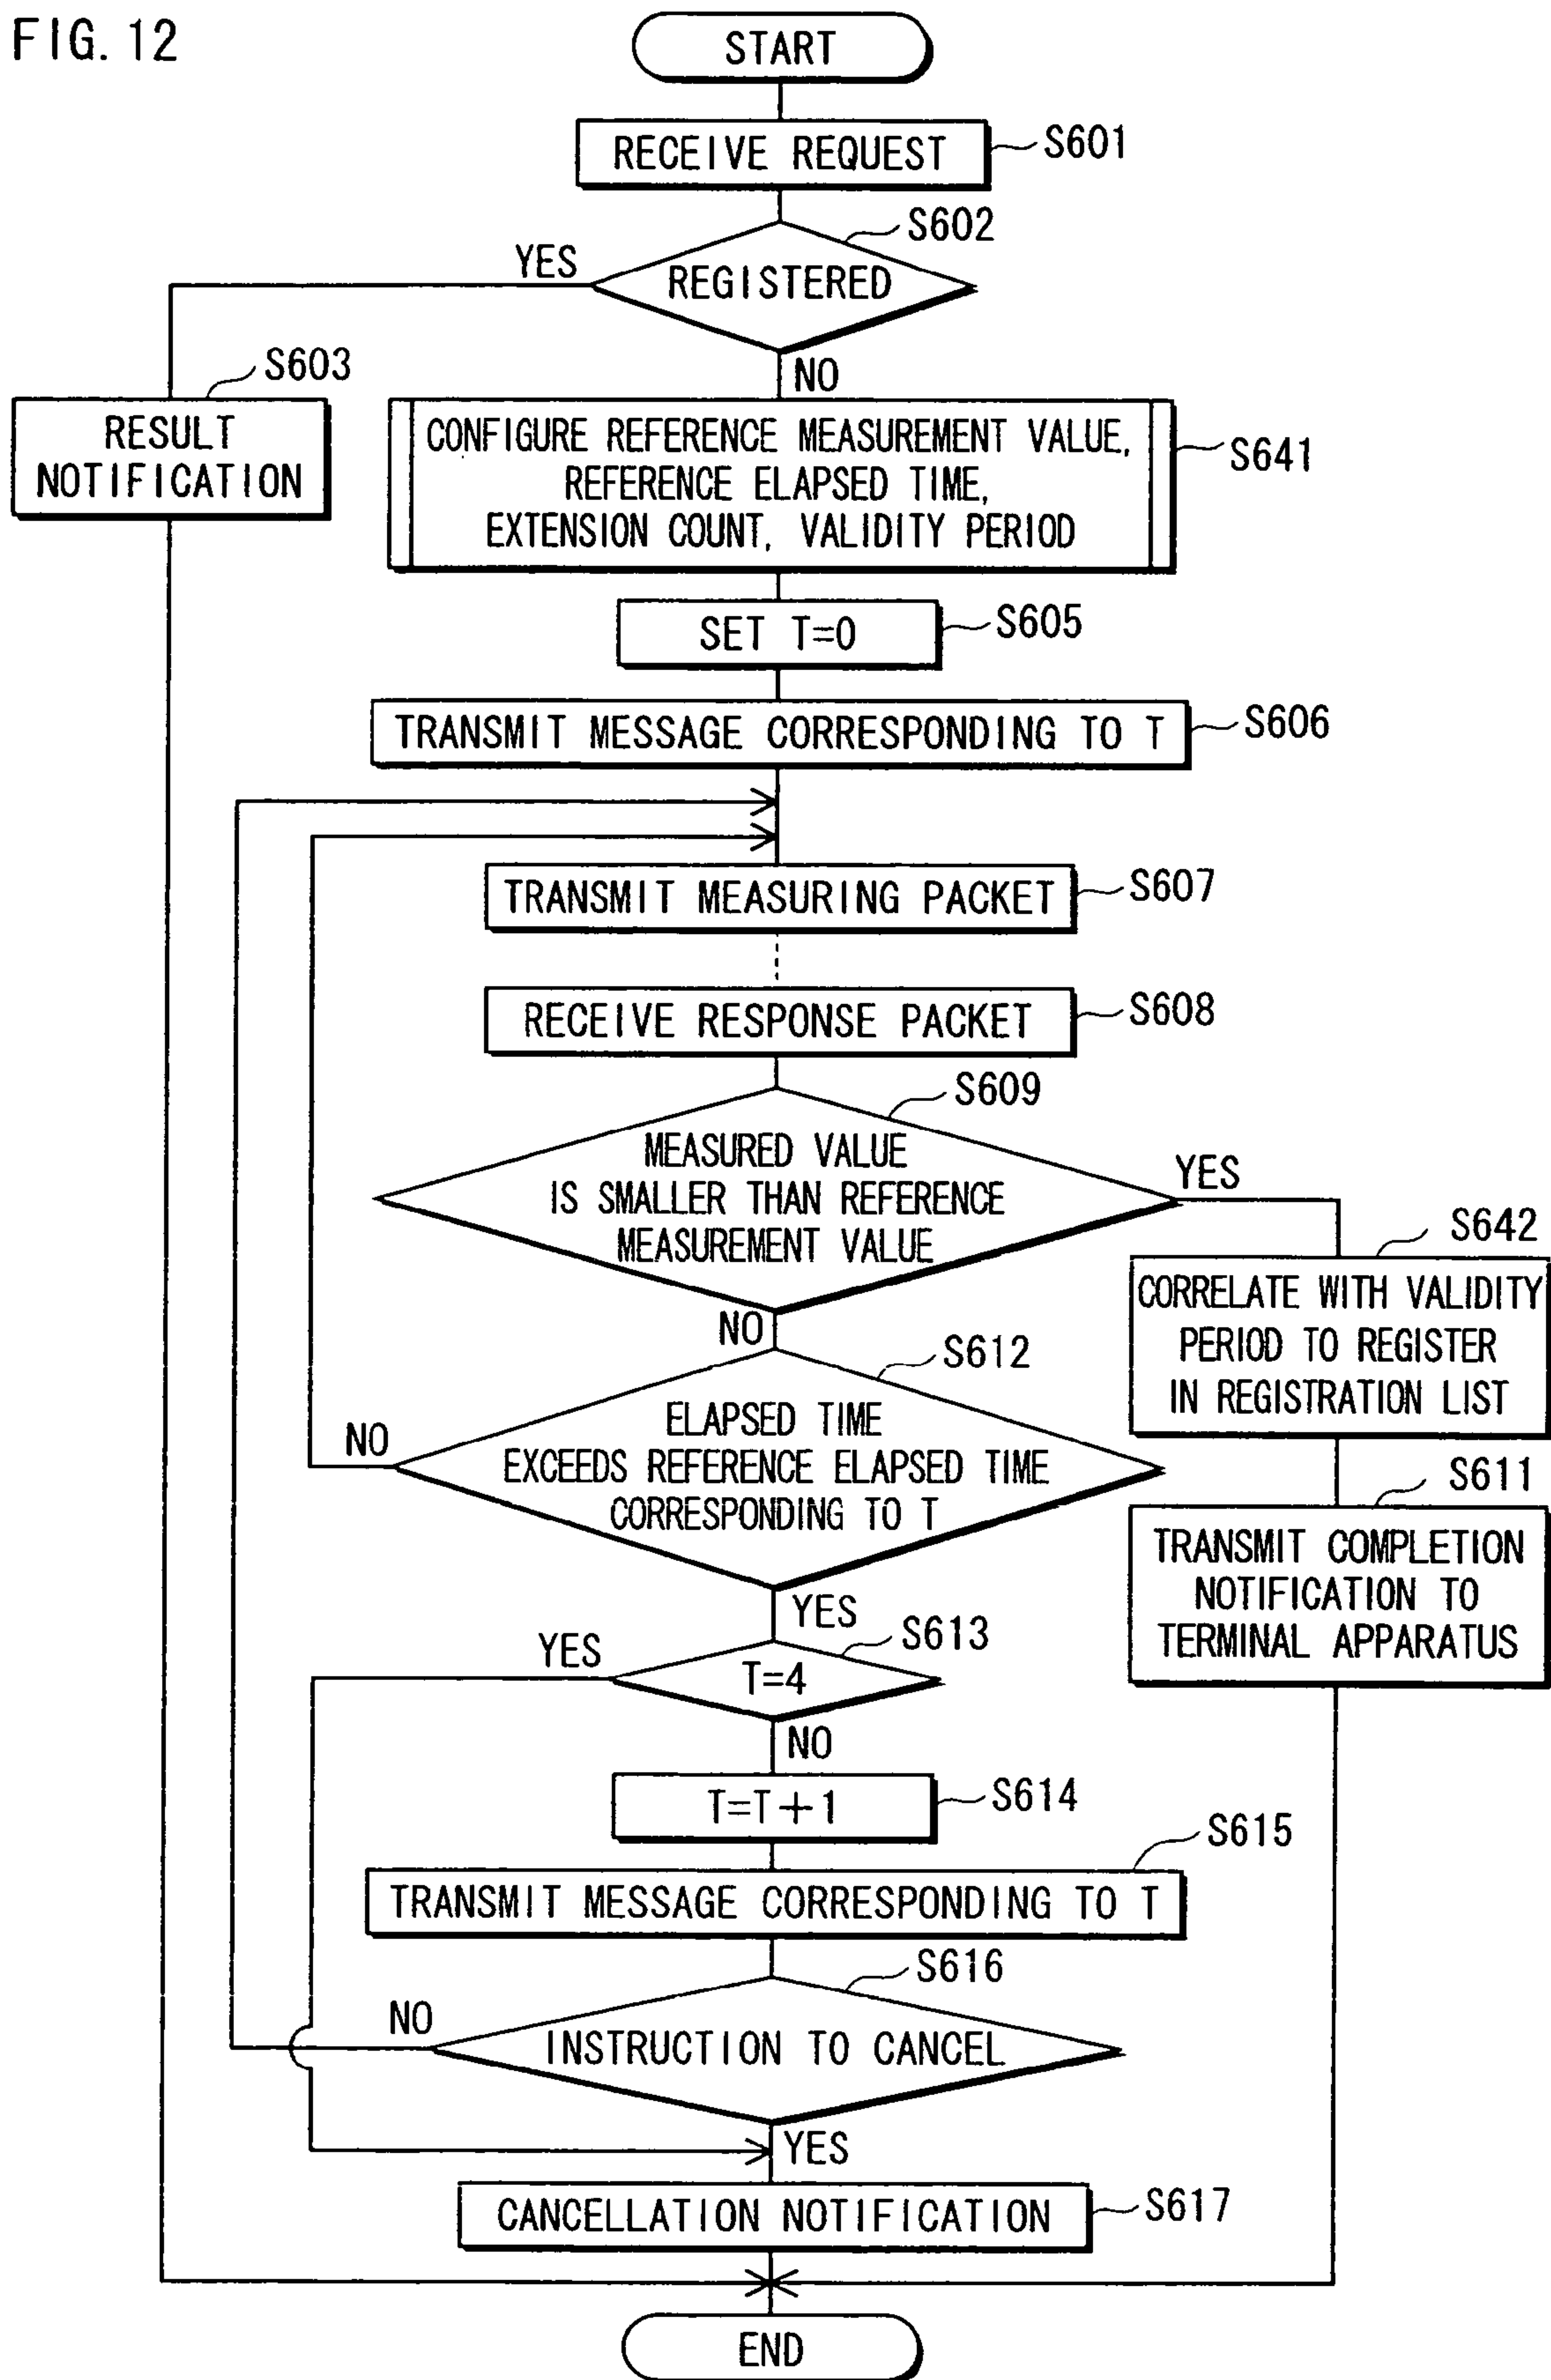 FIG. 12
START
RECEIVE REQUEST
S601
S602
YES
REGISTERED
NO
S603
RESULT
NOTIFICATION
CONFIGURE REFERENCE MEASUREMENT VALUE,
REFERENCE ELAPSED TIME,
EXTENSION COUNT, VALIDITY PERIOD
S641
SET T=0
S605
TRANSMIT MESSAGE CORRESPONDING TO T
S606
TRANSMIT MEASURING PACKET
S607
RECEIVE RESPONSE PACKET
S608
S609
MEASURED VALUE
IS SMALLER THAN REFERENCE
MEASUREMENT VALUE
YES
NO
S642
CORRELATE WITH VALIDITY
PERIOD TO REGISTER
IN REGISTRATION LIST
S612
ELAPSED TIME
EXCEEDS REFERENCE ELAPSED TIME
CORRESPONDING TO T
NO
YES
S611
TRANSMIT COMPLETION
NOTIFICATION TO
TERMINAL APPARATUS
S613
YES
T=4
NO
T=T+1
S614
S615
TRANSMIT MESSAGE CORRESPONDING TO T
S616
NO
INSTRUCTION TO CANCEL
YES
CANCELLATION NOTIFICATION
S617
END